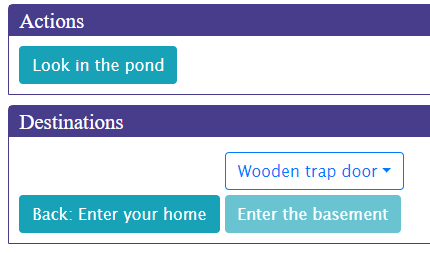 Actions
Look in the pond
Destinations
Wooden trap door
Back: Enter your home
Enter the basement